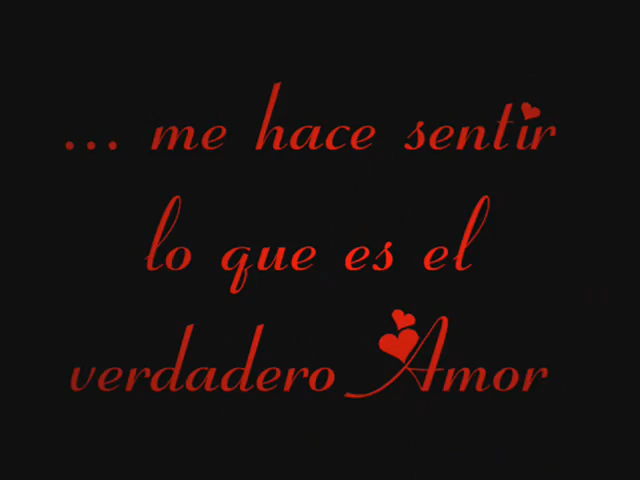 ... me hace sentir
lo que es el
verdadero Amor